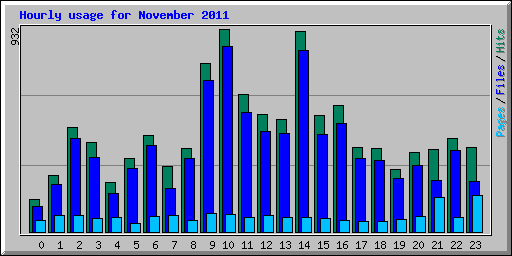 Hourly usage for November 2011
932
Pages/Files/Hits
0 1 2 3 4 5 6 7 8 9 10 11 12 13 14 15 16 17 18 19 20 21 22 23